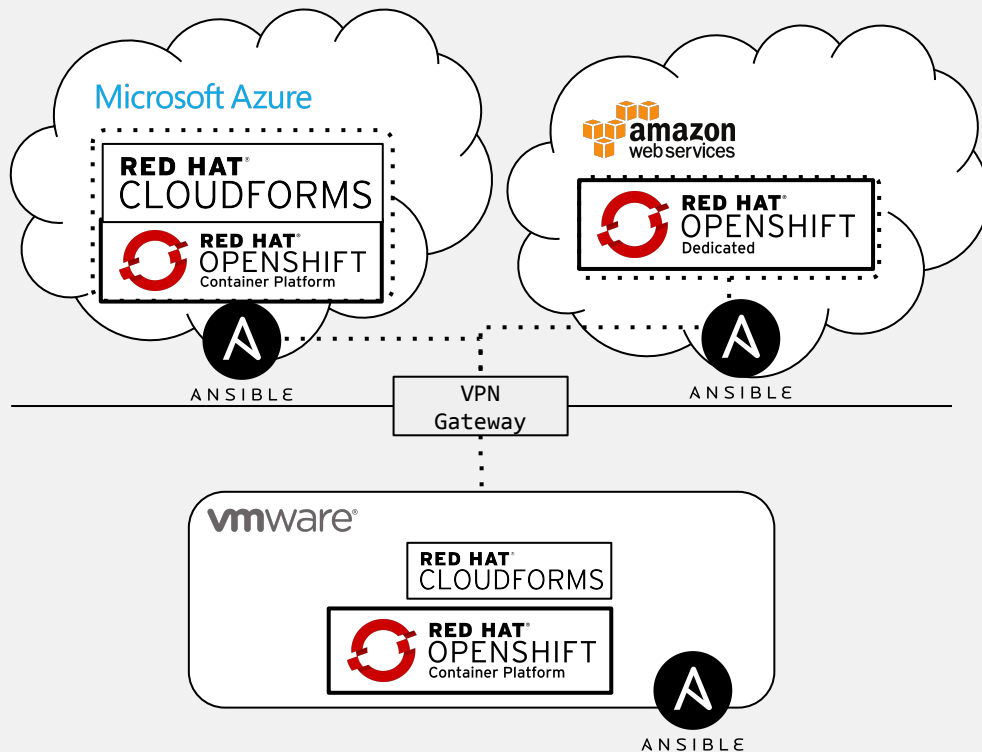 Microsoft Azure
RED HAT®
CLOUDFORMS
RED HAT®
OPENSHIFT
Container Platform
ANSIBLE
amazon
web services
RED HAT®
OPENSHIFT
Dedicated
ANSIBLE
VPN
Gateway
vmware®
RED HAT®
CLOUDFORMS
RED HAT®
OPENSHIFT
Container Platform
ANSIBLE